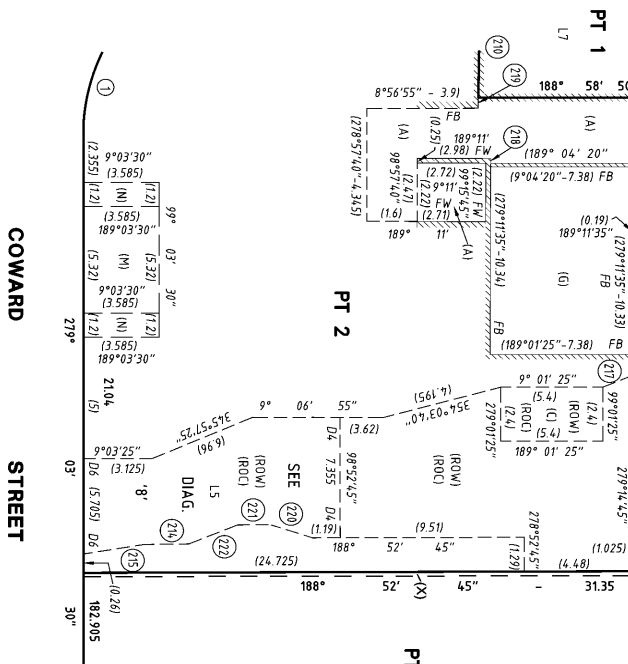 PT 1
L7
210
219
188° 58' 50
8°56'55" - 3.9)
FB
(A)
(278°57'40"-4.345)
(0.25)
189°11'
(2.98) FW
218
(A)
(189° 04' 20")
(9°04'20"-7.38) FB
98°57'40"
(2.47)
(2.72)
9°11'
(2.22)
FW
(2.71)
99°15'45"
(2.22) FW
(1.6)
189° 11'
(A)
(279°11'35"-10.34)
FB
(G)
(0.19)
189°11'35"
(279°11'35"-10.33)
FB
(189°01'25"-7.38) FB
1
(2.355)
9°03'30"
(3.585)
(1.2)
(N)
(1.2)
(3.585)
189°03'30"
99° 03' 30"
(5.32)
(M)
(5.32)
9°03'30"
(3.585)
(1.2)
(N)
(1.2)
(3.585)
189°03'30"
PT 2
COWARD STREET
279° 03' 30"
21.04
(5)
182.905
9°03'25"
(3.125)
345°57'25"
(6.96)
9° 06' 55"
(3.62)
354°03'40"
(4.195)
217
9° 01' 25"
(5.4)
(2.4)
(ROC)
(C)
(ROW)
(2.4)
(5.4)
279°01'25"
189° 01' 25"
99°01'25"
279°14'45"
D4 7.355 D4
98°52'45"
(ROW)
(ROC)
D6
(5.705)
D6
'8'
DIAG.
SEE
L5
(ROW)
(ROC)
214
215
222
221
220
(1.19)
188° 52' 45"
(9.51)
278°52'45"
(1.29)
(1.025)
(4.48)
(24.725)
(0.26)
188° 52' 45" - 31.35
(X)
PT